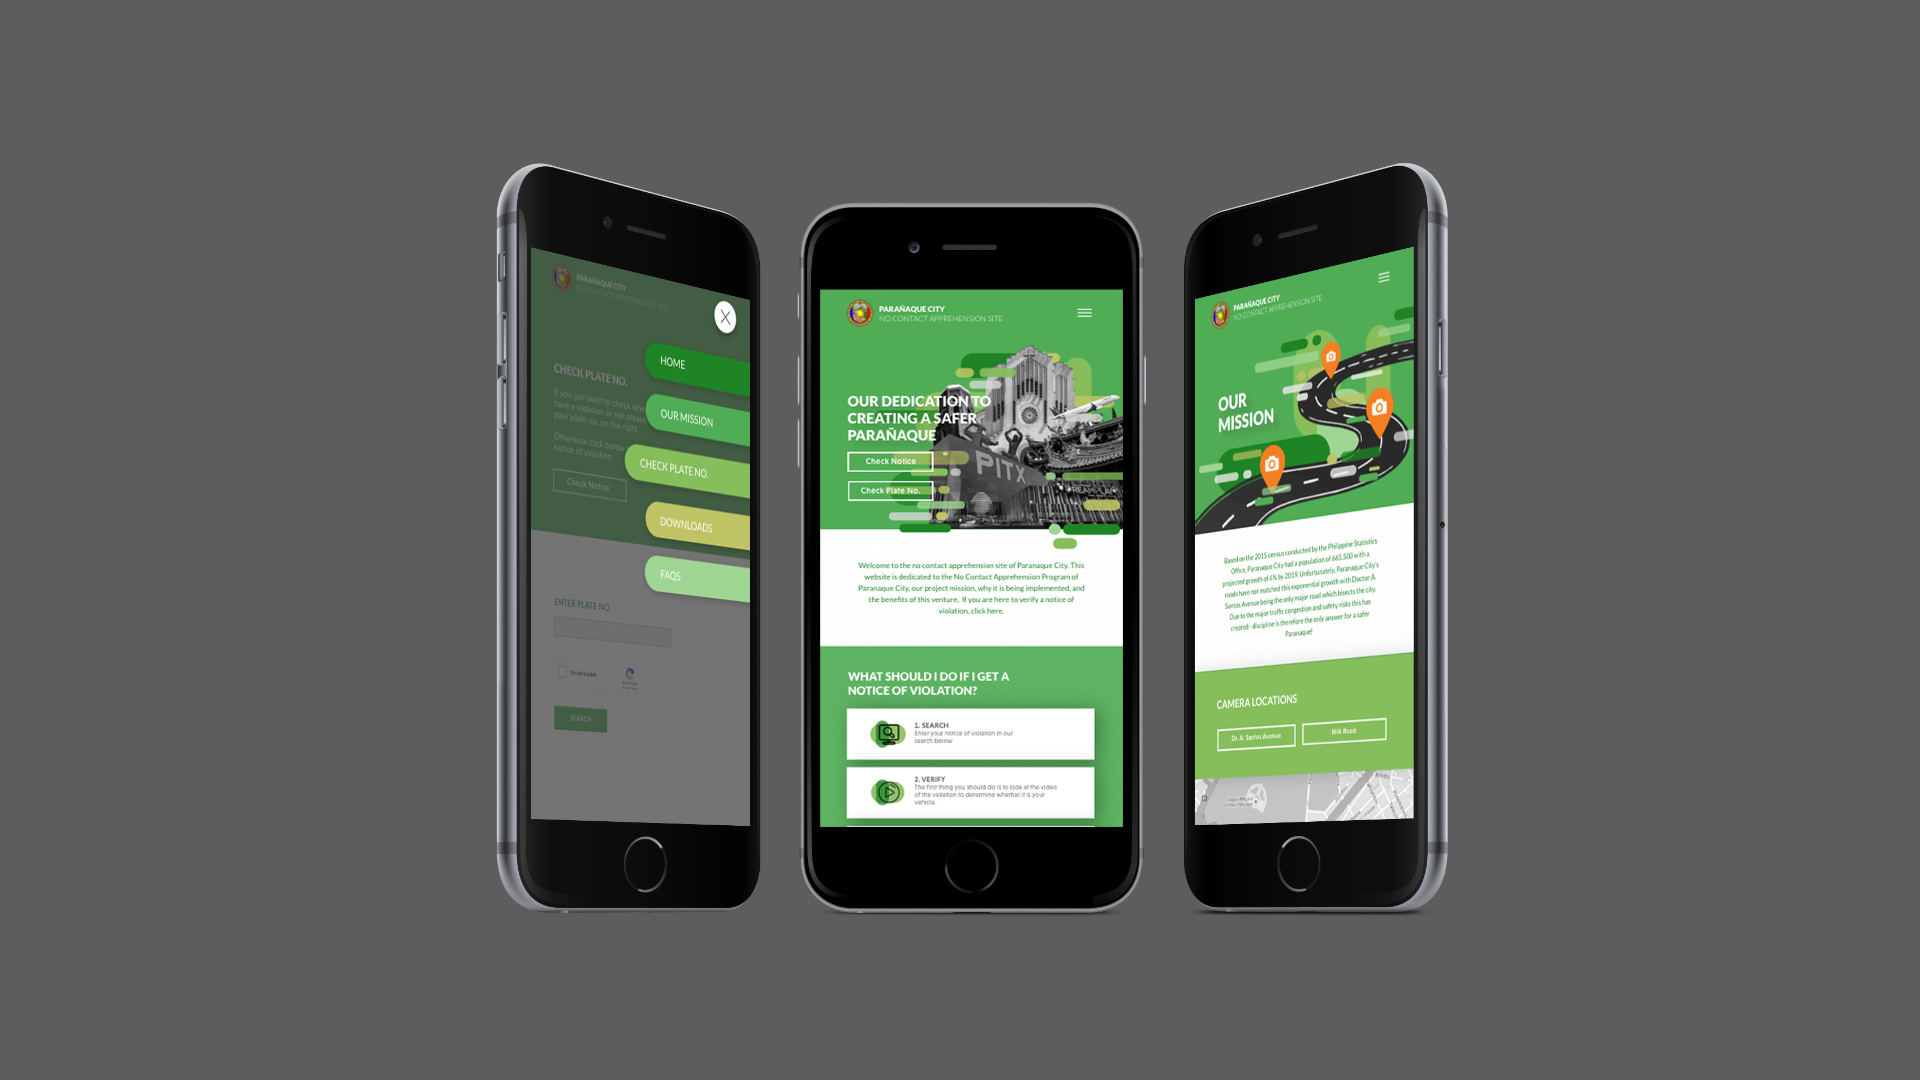 PARAÑAQUE CITY
NO CONTACT APPREHENSION SITE
CHECK PLATE NO.
If you just want to check whe
have a violation or not please
your plate no. on the right.
Otherwise click below
notice of violation
Check Notice
HOME
OUR MISSION
CHECK PLATE NO.
DOWNLOADS
FAQS
ENTER PLATE NO.
I'm not a robot
SEARCH
PARAÑAQUE CITY
NO CONTACT APPREHENSION SITE
OUR DEDICATION TO
CREATING A SAFER
PARAÑAQUE
Check Notice
Check Plate No.
PITX
Welcome to the no contact apprehension site of Paranaque City. This
website is dedicated to the No Contact Apprehension Program of
Paranaque City, our project mission, why it is being implemented, and
the benefits of this venture. If you are here to verify a notice of
violation, click here.
WHAT SHOULD I DO IF I GET A
NOTICE OF VIOLATION?
1. SEARCH
Enter your notice of violation in our
search below
2. VERIFY
The first thing you should do is to look at the video
of the violation to determine whether it is your
vehicle.
PARAÑAQUE CITY
NO CONTACT APPREHENSION SITE
OUR
MISSION
Based on the 2015 census conducted by the Philippine Statistics
Office, Paranaque City had a population of 665,500 with a
projected growth of 6% by 2019. Unfortunately, Paranaque City's
roads have not matched this exponential growth with Doctor A.
Santos Avenue being the only major road which bisects the city.
Due to the major traffic congestion and safety risks this has
created - discipline is therefore the only answer for a safer
Paranaque!
CAMERA LOCATIONS
Dr. A. Santos Avenue
NIA Road